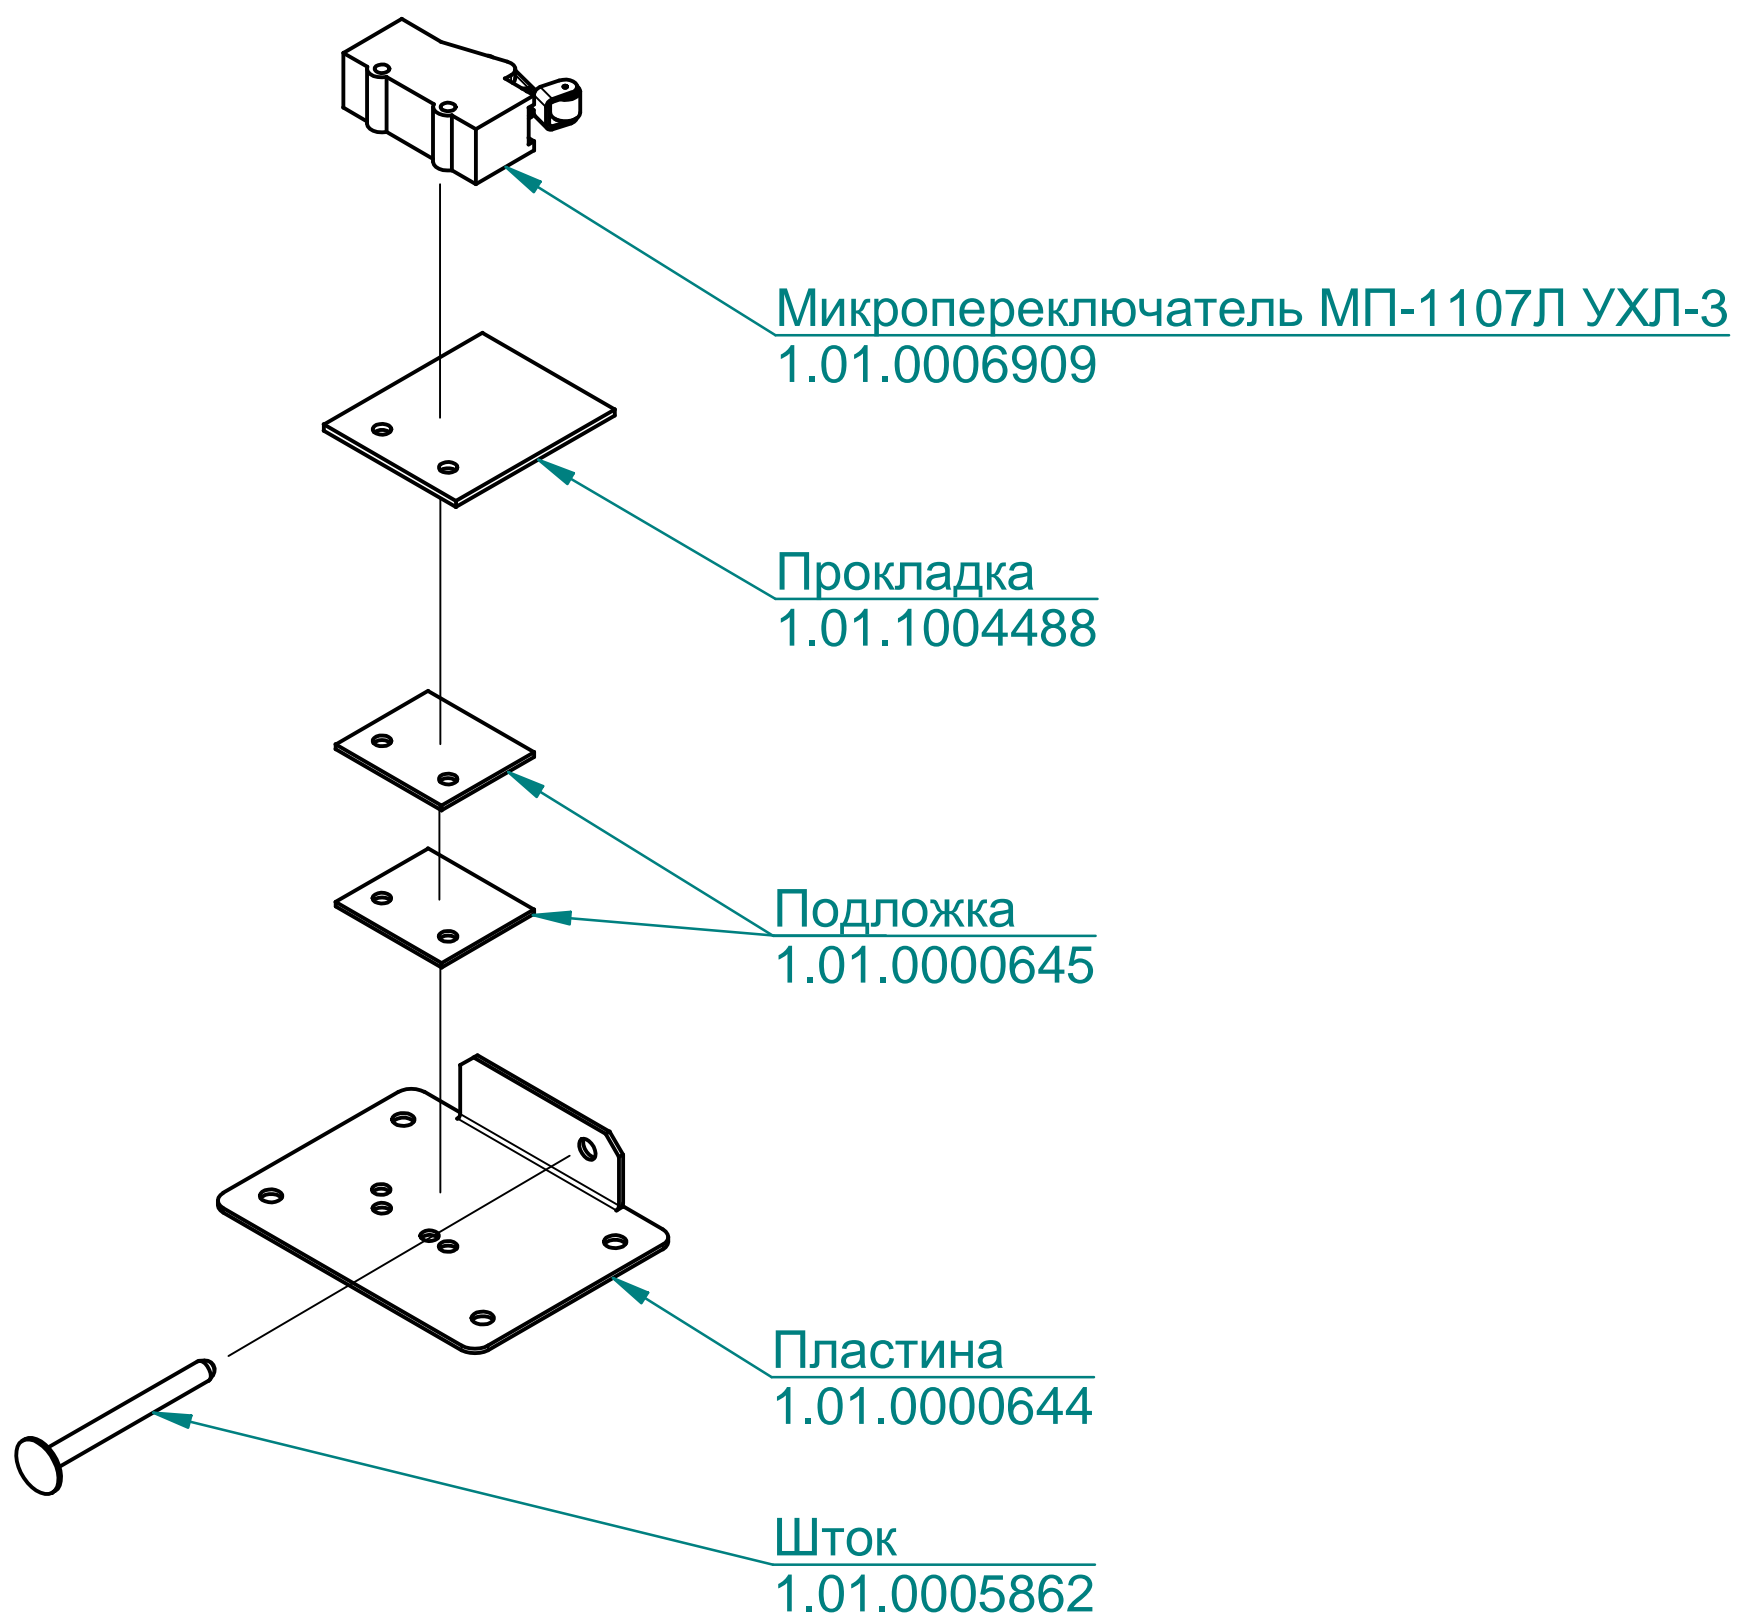 Микропереключатель МП-1107Л УХЛ-3
1.01.0006909
Прокладка
1.01.1004488
Подложка
1.01.0000645
Пластина
1.01.0000644
Шток
1.01.0005862